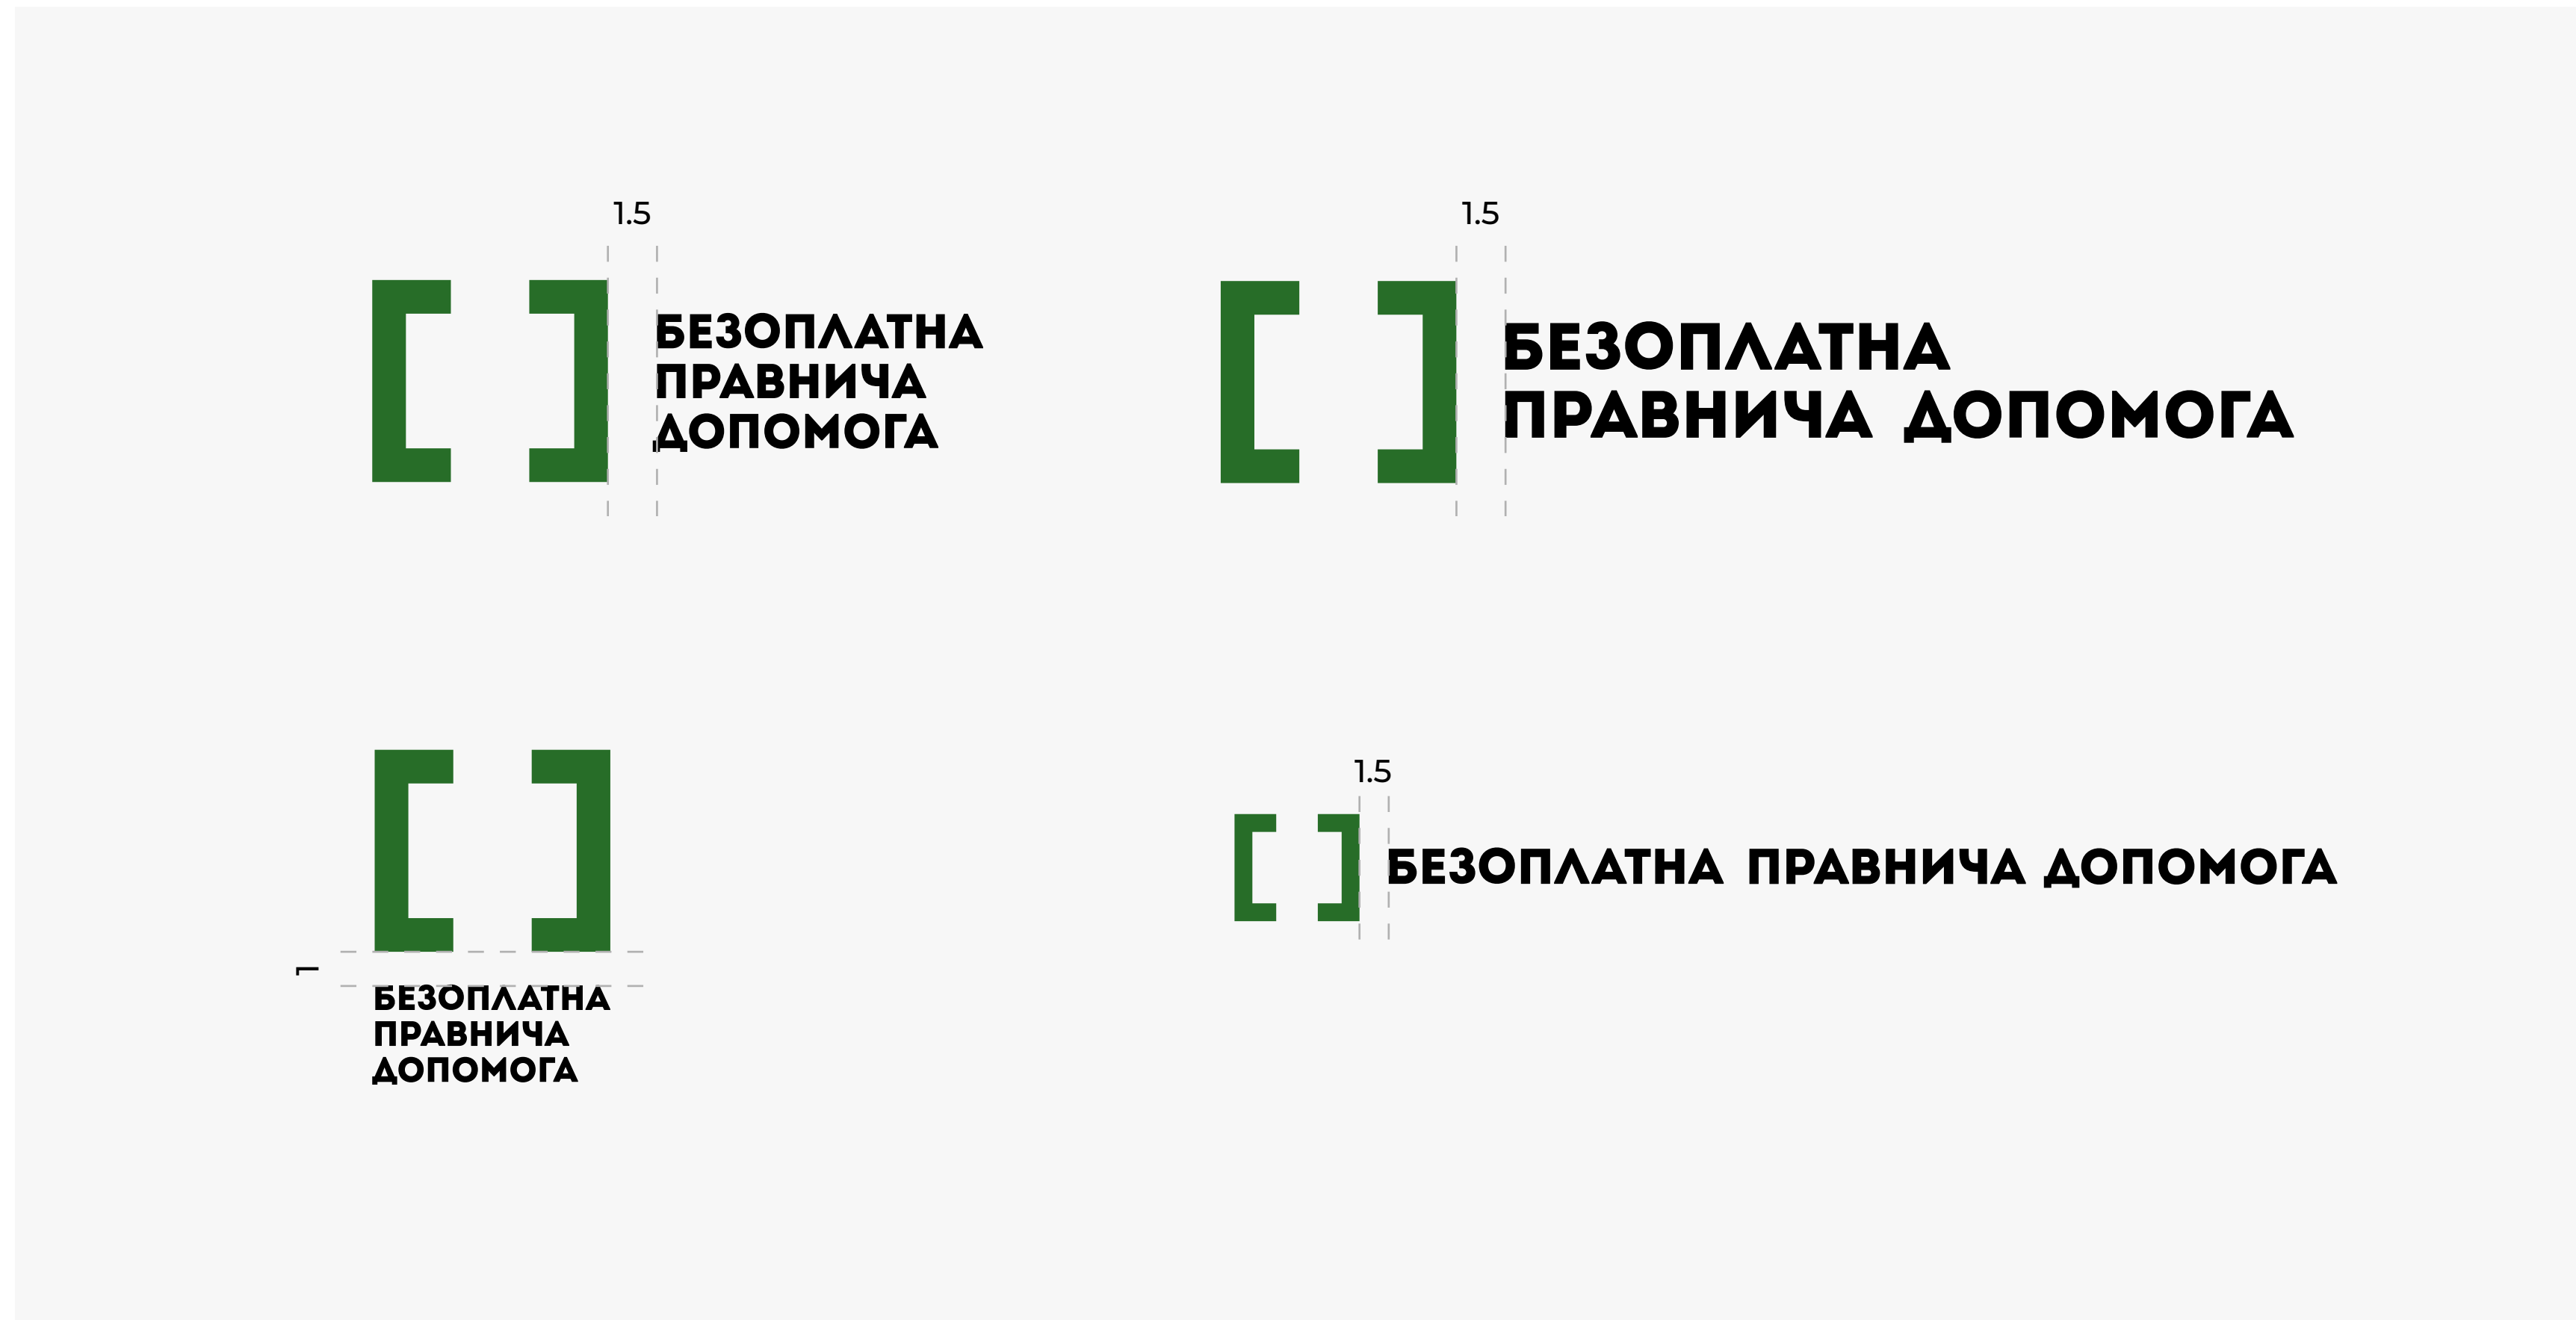 1.5
БЕЗОПЛАТНА
ПРАВНИЧА
ДОПОМОГА
1.5
БЕЗОПЛАТНА
ПРАВНИЧА ДОПОМОГА
1
БЕЗОПЛАТНА
ПРАВНИЧА
ДОПОМОГА
1.5
БЕЗОПЛАТНА ПРАВНИЧА ДОПОМОГА